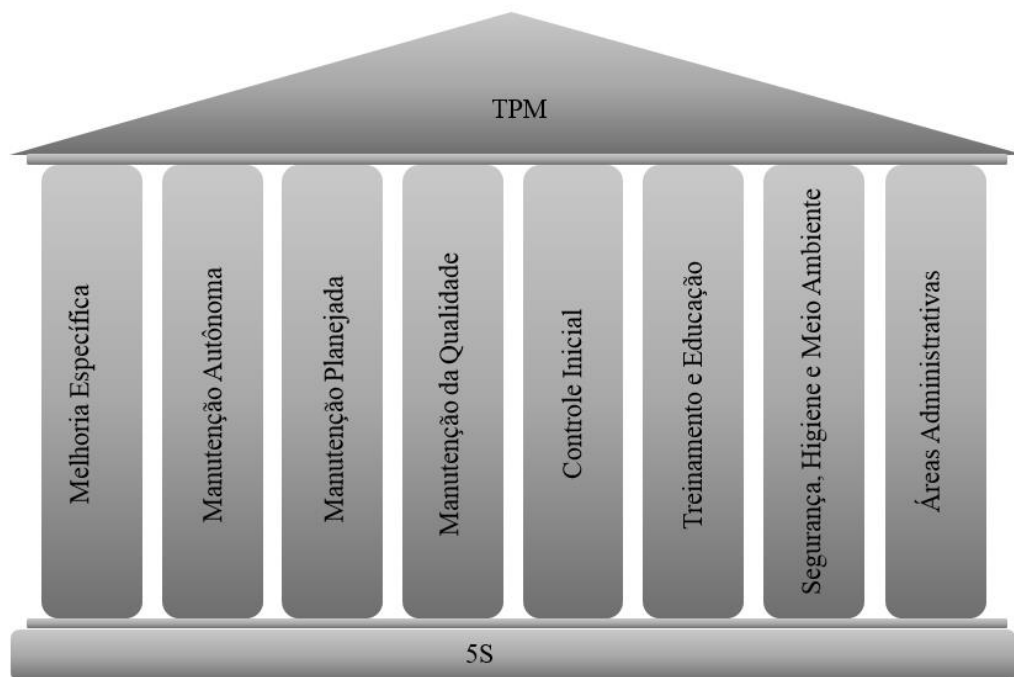 TPM
Melhoria Específica
Manutenção Autônoma
Manutenção Planejada
Manutenção da Qualidade
Controle Inicial
Treinamento e Educação
Segurança, Higiene e Meio Ambiente
Áreas Administrativas
5S